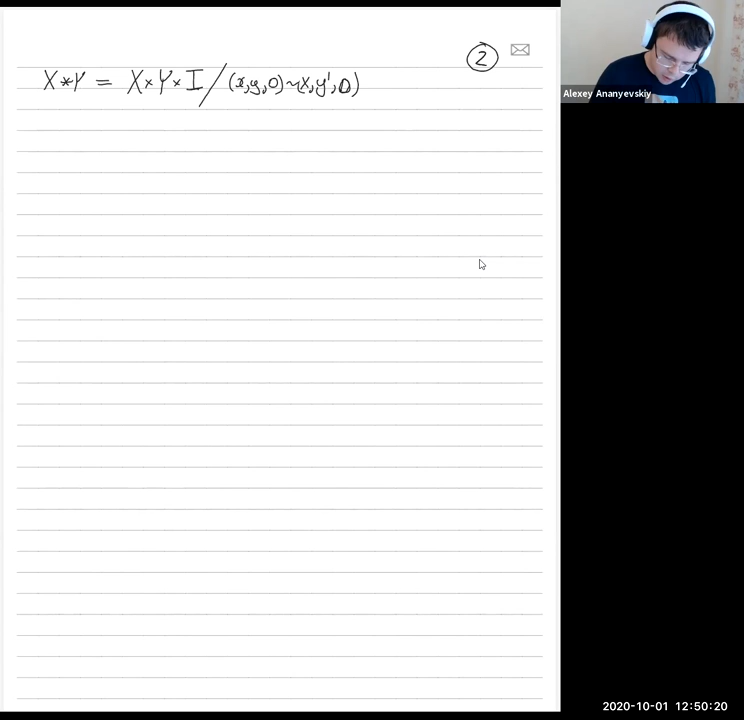 ②
X * Y = X × Y × I / (x,y,0) ~ (x,y',0)
Alexey Ananyevskiy
2020-10-01 12:50:20